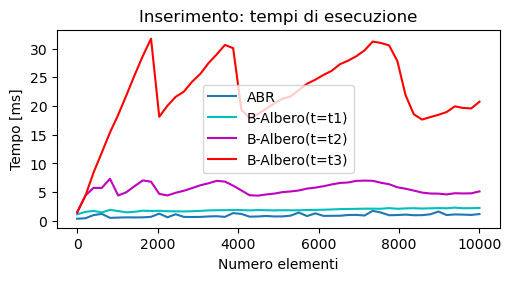 Inserimento: tempi di esecuzione
Tempo [ms]
30
25
20
15
10
5
0
ABR
B-Albero(t=t1)
B-Albero(t=t2)
B-Albero(t=t3)
0 2000 4000 6000 8000 10000
Numero elementi